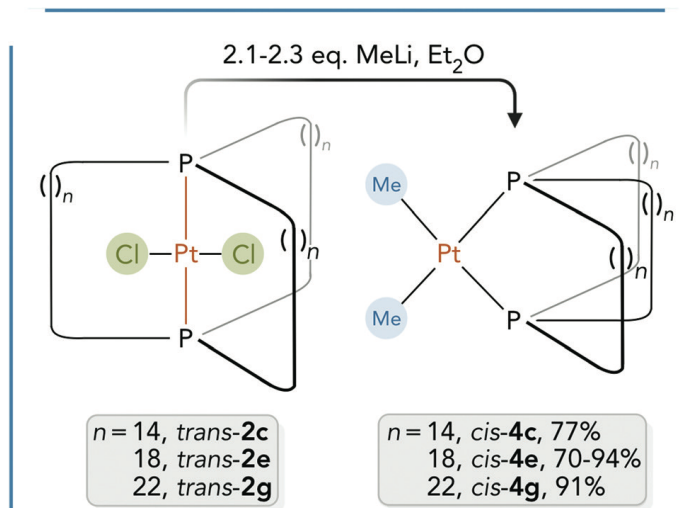 2.1-2.3 eq. MeLi, Et₂O
P
( )n
( )n
( )n
Cl
Pt
Cl
P
Me
P
( )n
( )n
( )n
Pt
Me
P
n = 14, trans-2c
18, trans-2e
22, trans-2g
n = 14, cis-4c, 77%
18, cis-4e, 70-94%
22, cis-4g, 91%